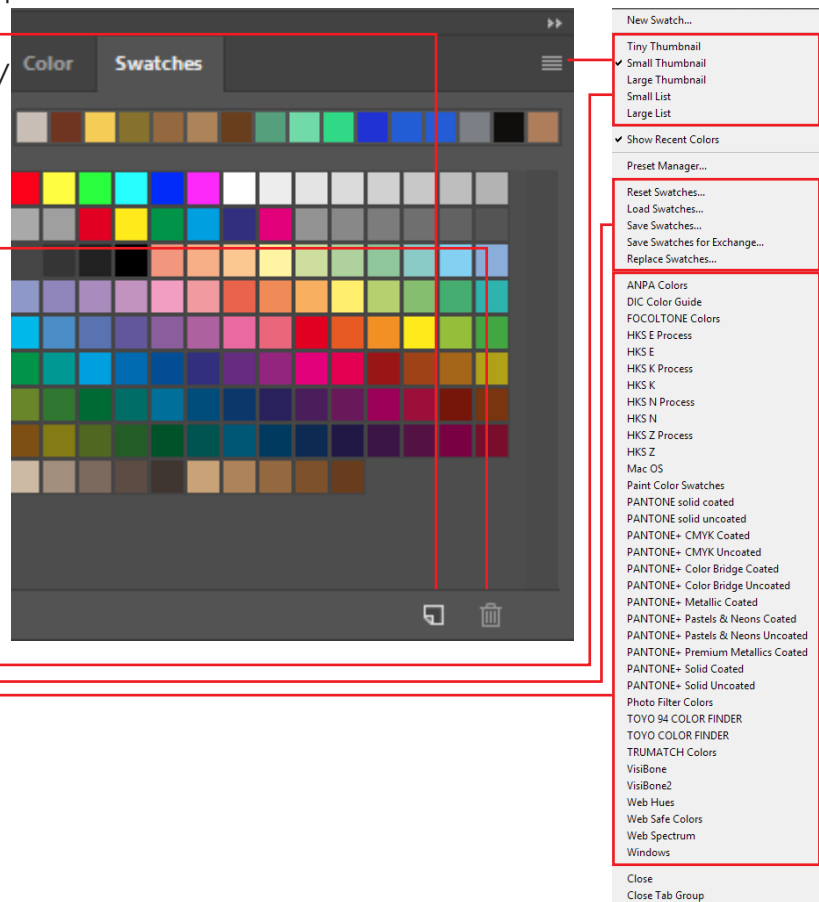 Color Swatches
New Swatch...
Tiny Thumbnail
Small Thumbnail
Large Thumbnail
Small List
Large List
Show Recent Colors
Preset Manager...
Reset Swatches...
Load Swatches...
Save Swatches...
Save Swatches for Exchange...
Replace Swatches...
ANPA Colors
DIC Color Guide
FOCOLTONE Colors
HKS E Process
HKS E
HKS K Process
HKS K
HKS N Process
HKS N
HKS Z Process
HKS Z
Mac OS
Paint Color Swatches
PANTONE solid coated
PANTONE solid uncoated
PANTONE+ CMYK Coated
PANTONE+ CMYK Uncoated
PANTONE+ Color Bridge Coated
PANTONE+ Color Bridge Uncoated
PANTONE+ Metallic Coated
PANTONE+ Pastels & Neons Coated
PANTONE+ Pastels & Neons Uncoated
PANTONE+ Premium Metallics Coated
PANTONE+ Solid Coated
PANTONE+ Solid Uncoated
Photo Filter Colors
TOYO 94 COLOR FINDER
TOYO COLOR FINDER
TRUMATCH Colors
VisiBone
VisiBone2
Web Hues
Web Safe Colors
Web Spectrum
Windows
Close
Close Tab Group